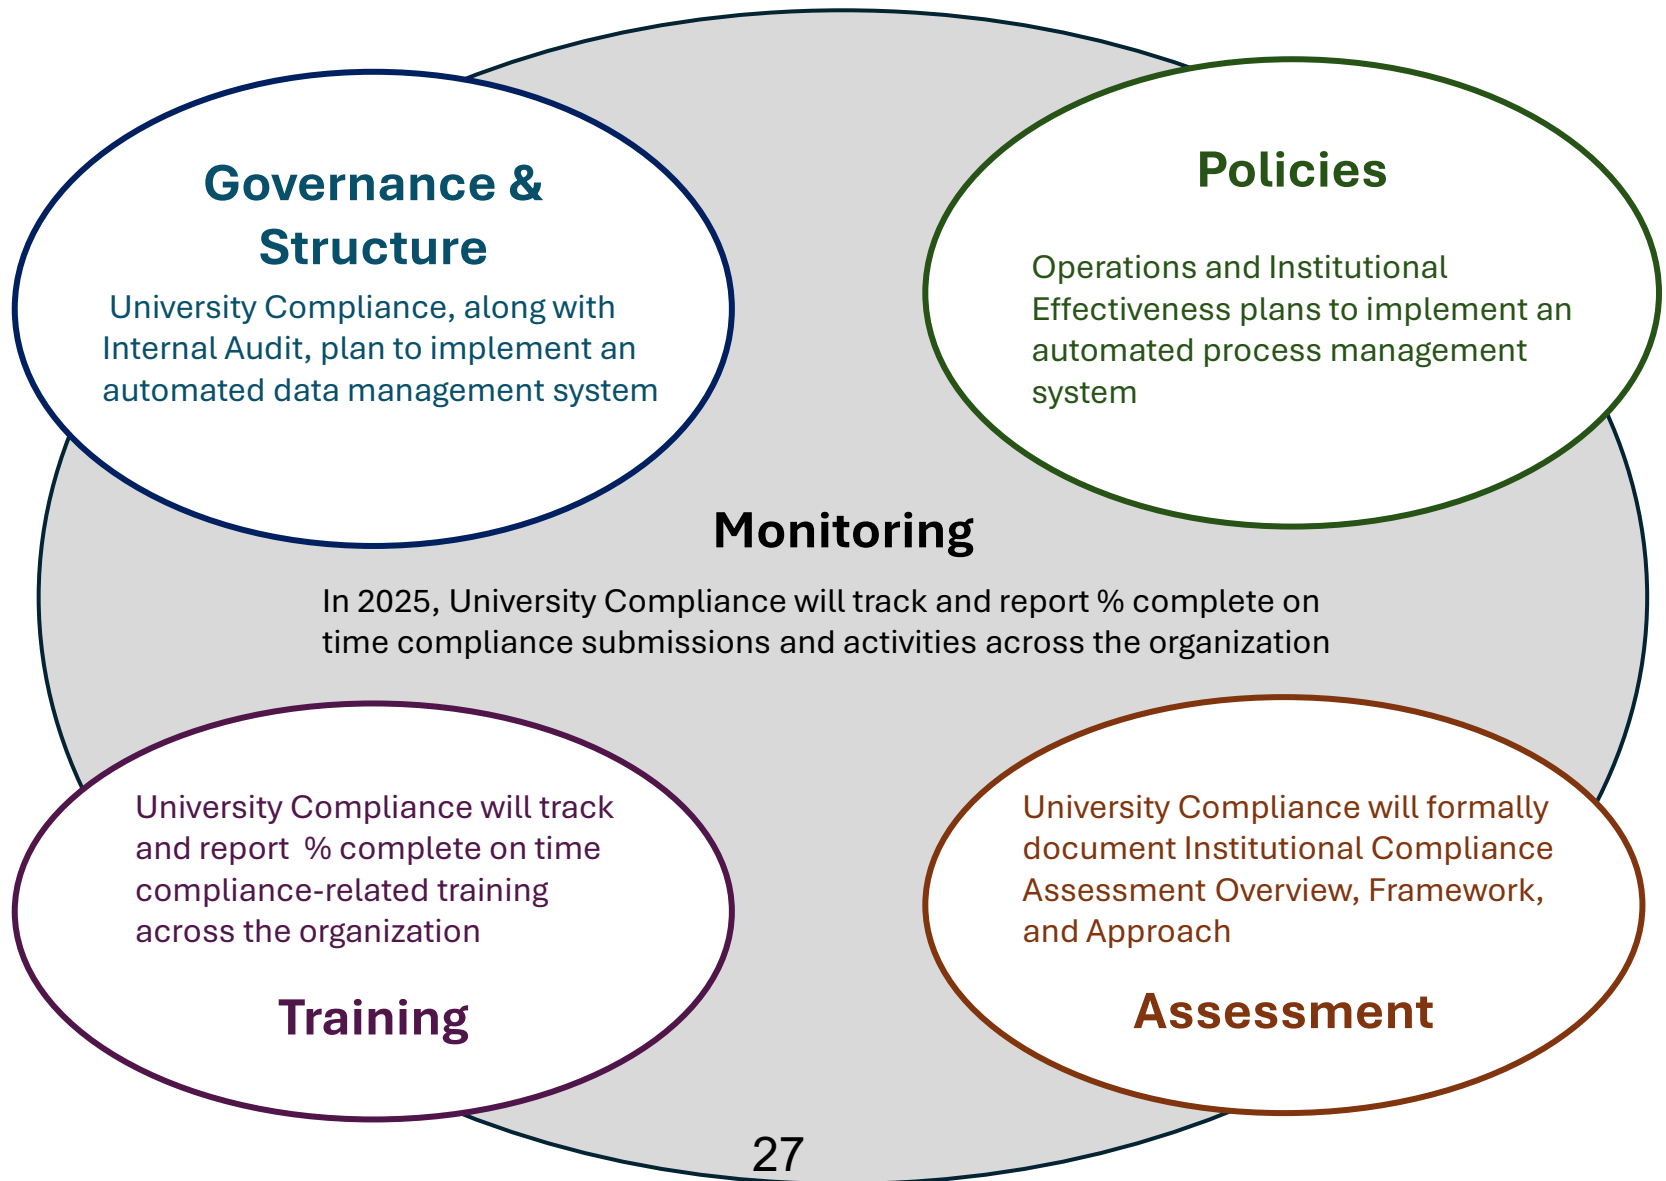 Governance &
Structure
University Compliance, along with
Internal Audit, plan to implement an
automated data management system
Policies
Operations and Institutional
Effectiveness plans to implement an
automated process management
system
Monitoring
In 2025, University Compliance will track and report % complete on
time compliance submissions and activities across the organization
University Compliance will track
and report  % complete on time
compliance-related training
across the organization
Training
University Compliance will formally
document Institutional Compliance
Assessment Overview, Framework,
and Approach
Assessment
27